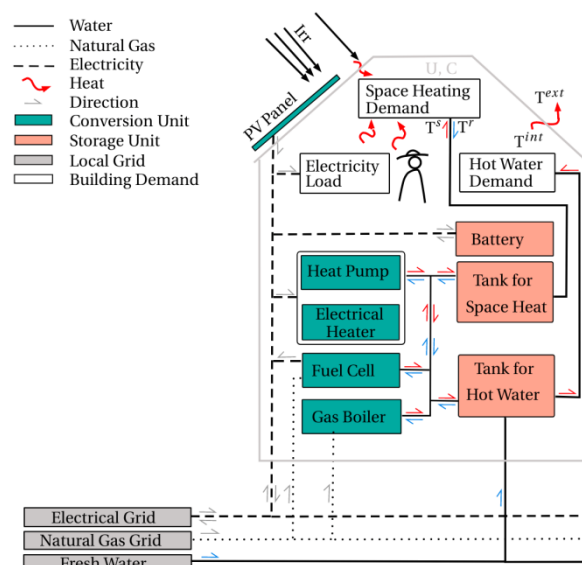 Water
Natural Gas
Electricity
Heat
Direction
Conversion Unit
Storage Unit
Local Grid
Building Demand
Irr
PV Panel
U, C
Space Heating
Demand
T^s
T^r
T^ext
T^int
Electricity
Load
Hot Water
Demand
Battery
Heat Pump
Electrical
Heater
Tank for
Space Heat
Fuel Cell
Gas Boiler
Tank for
Hot Water
Electrical Grid
Natural Gas Grid
Fresh Water